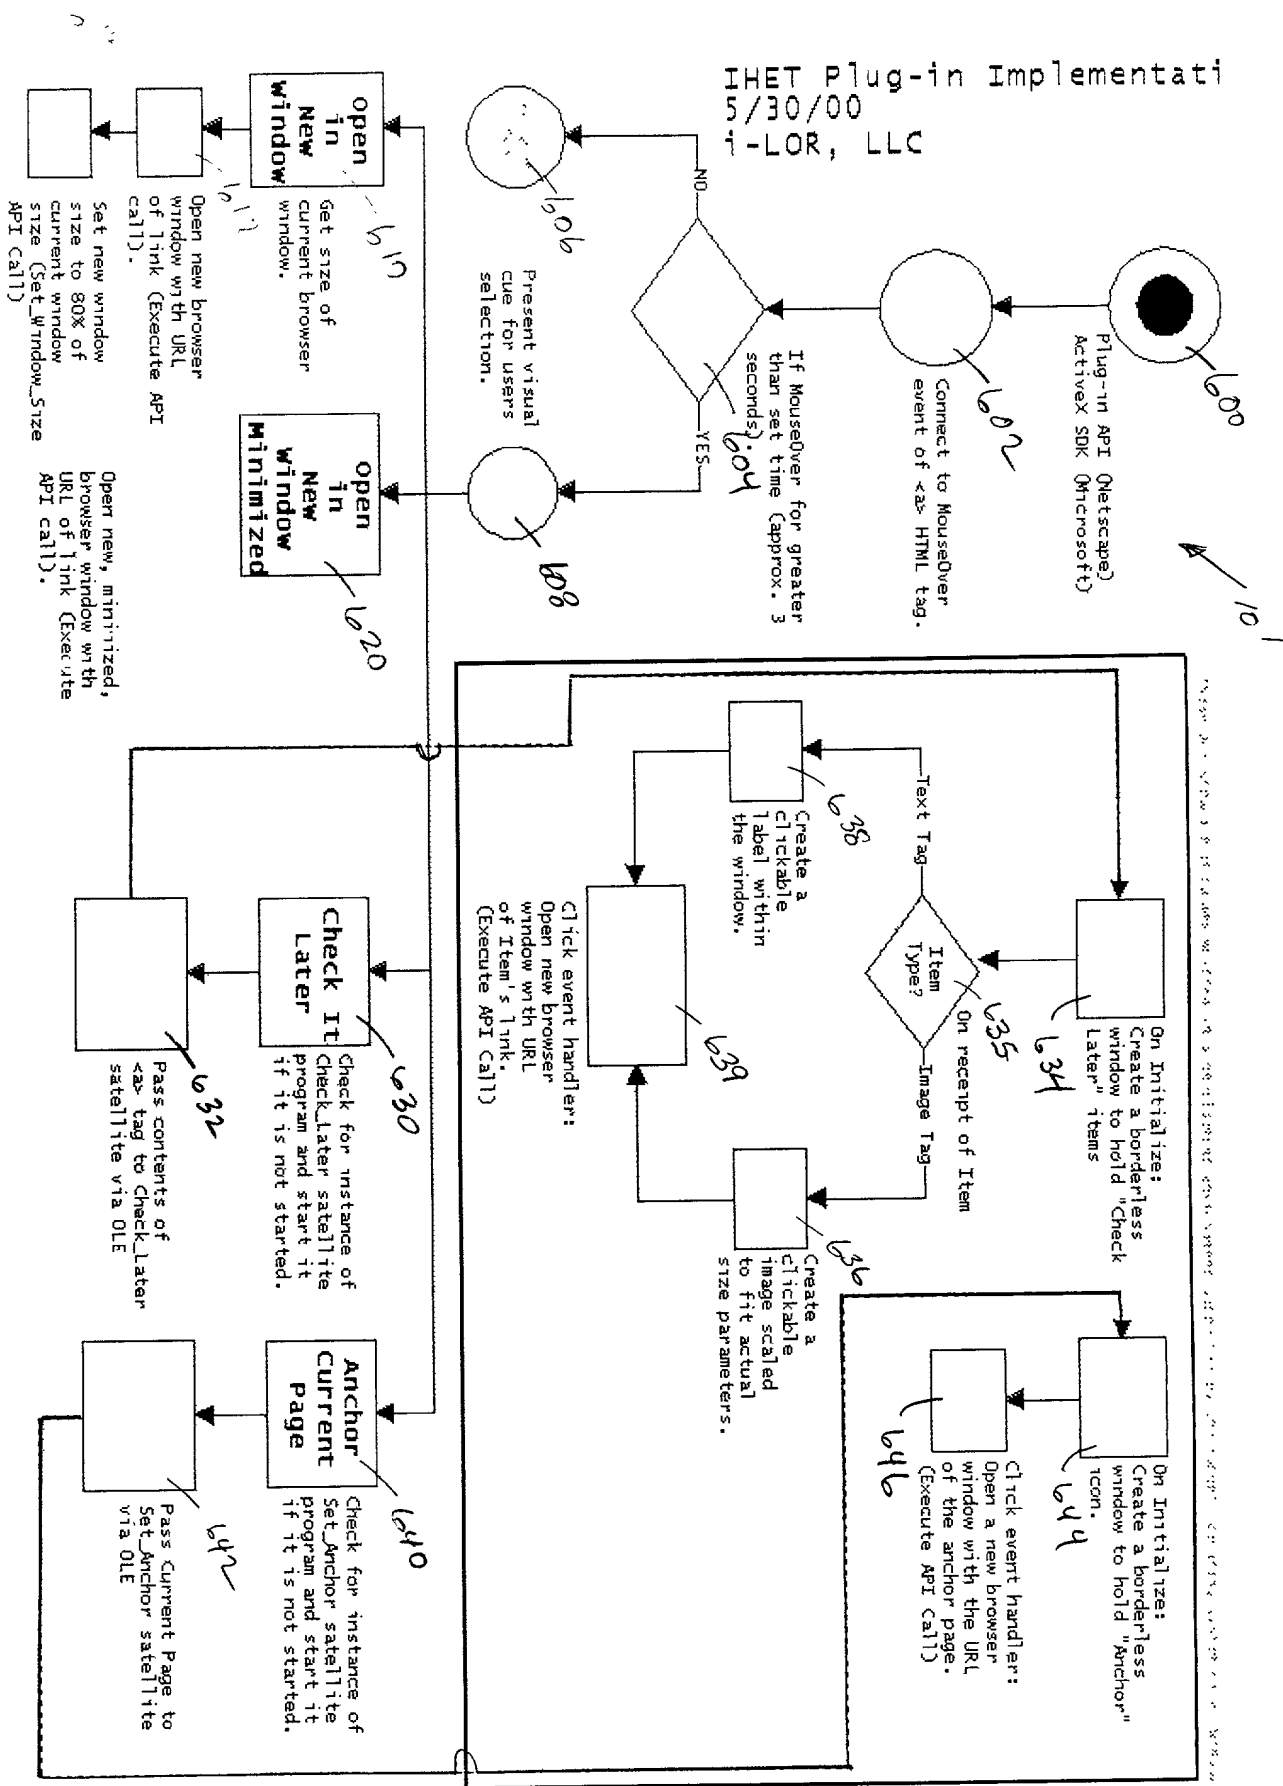 IHET Plug-in Implementati
5/30/00
i-LOR, LLC
101
600
Plug-in API (Netscape)
ActiveX SDK (Microsoft)
602
Connect to MouseOver
event of <a> HTML tag.
604
If MouseOver for greater
than set time (approx. 3
seconds).
NO
YES
606
608
Present visual
cue for users
selection.
Open
in
New
Window
Get size of
current browser
window.
Open new browser
window with URL
of link (Execute API
call).
Set new window
size to 80% of
current window
size (Set_Window_Size
API Call)
Open
in
New
Window
Minimized
620
Open new, minimized,
browser window with
URL of link (Execute
API call).
Check It
Later
630
Check for instance of
Check_Later satellite
program and start it
if it is not started.
632
Pass contents of
<a> tag to Check_Later
satellite via OLE
Anchor
Current
Page
640
Check for instance of
Set_Anchor satellite
program and start it
if it is not started.
642
Pass Current Page to
Set_Anchor satellite
via OLE
634
On Initialize:
Create a borderless
window to hold "Check
Later" items
Item
Type?
635
On receipt of Item
Text Tag
Image Tag
638
Create a
clickable
label within
the window.
636
Create a
clickable
image scaled
to fit actual
size parameters.
639
Click event handler:
Open new browser
window with URL
of Item's link.
(Execute API Call)
644
On Initialize:
Create a borderless
window to hold "Anchor"
icon.
646
Click event handler:
Open a new browser
window with the URL
of the anchor page.
(Execute API Call)